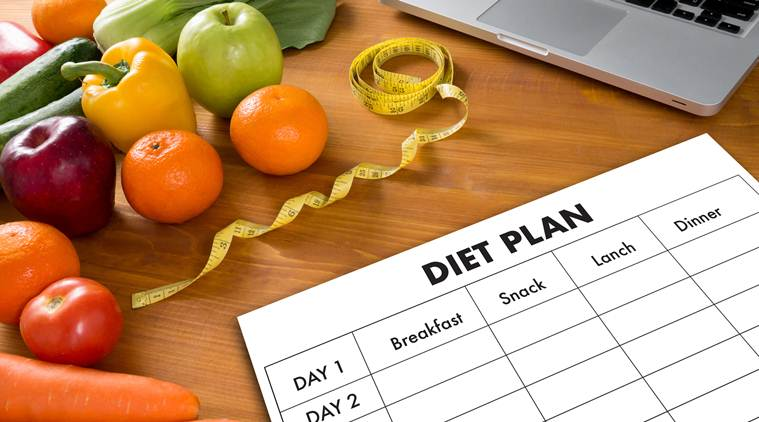 DIET PLAN
Breakfast Snack Lanch Dinner
DAY 1
DAY 2